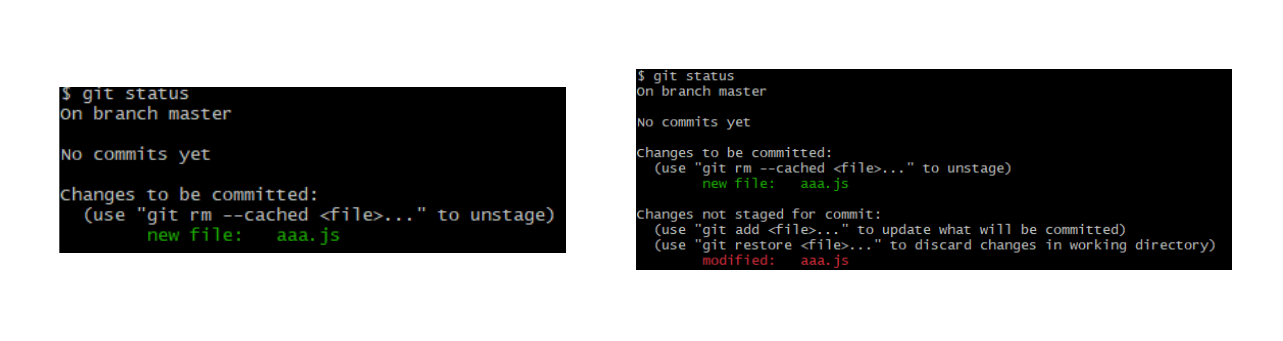 $ git status
On branch master
No commits yet
Changes to be committed:
(use "git rm --cached <file>..." to unstage)
new file: aaa.js
$ git status
On branch master
No commits yet
Changes to be committed:
(use "git rm --cached <file>..." to unstage)
new file: aaa.js
Changes not staged for commit:
(use "git add <file>..." to update what will be committed)
(use "git restore <file>..." to discard changes in working directory)
modified: aaa.js